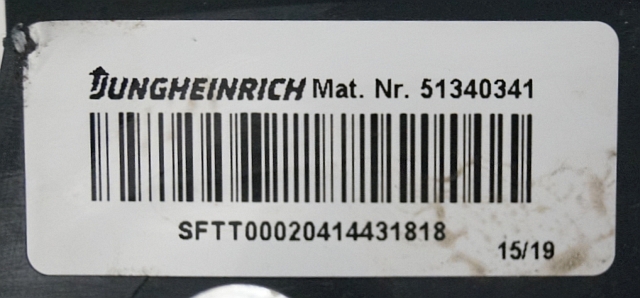 JUNGHEINRICH Mat. Nr. 51340341
SFTT00020414431818
15/19